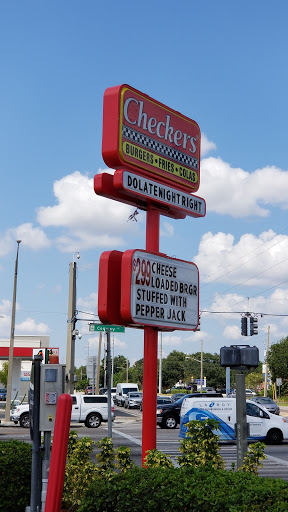 Checkers
BURGERS • FRIES • COLAS
DOLATENIGHTRIGHT
$2.99 CHEESE
LOADED BRGR
STUFFED WITH
PEPPER JACK